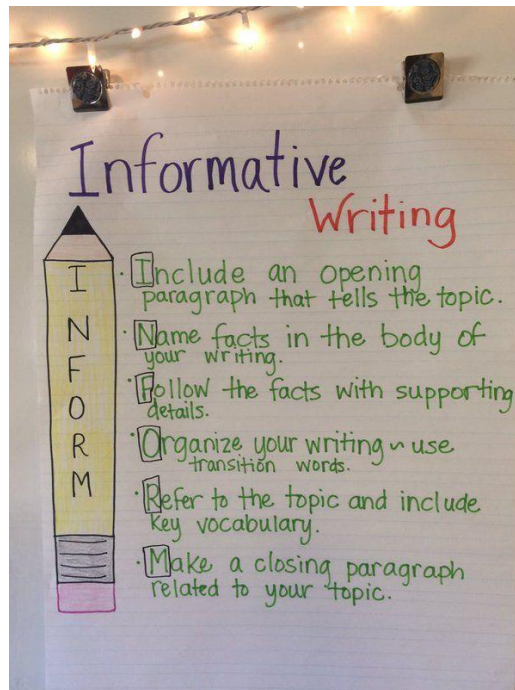 Informative
Writing
I
N
F
O
R
M
· Include an opening
paragraph that tells the topic.
· Name facts in the body of
your writing.
· Follow the facts with supporting
details.
· Organize your writing ~ use
transition words.
· Refer to the topic and include
key vocabulary.
· Make a closing paragraph
related to your topic.